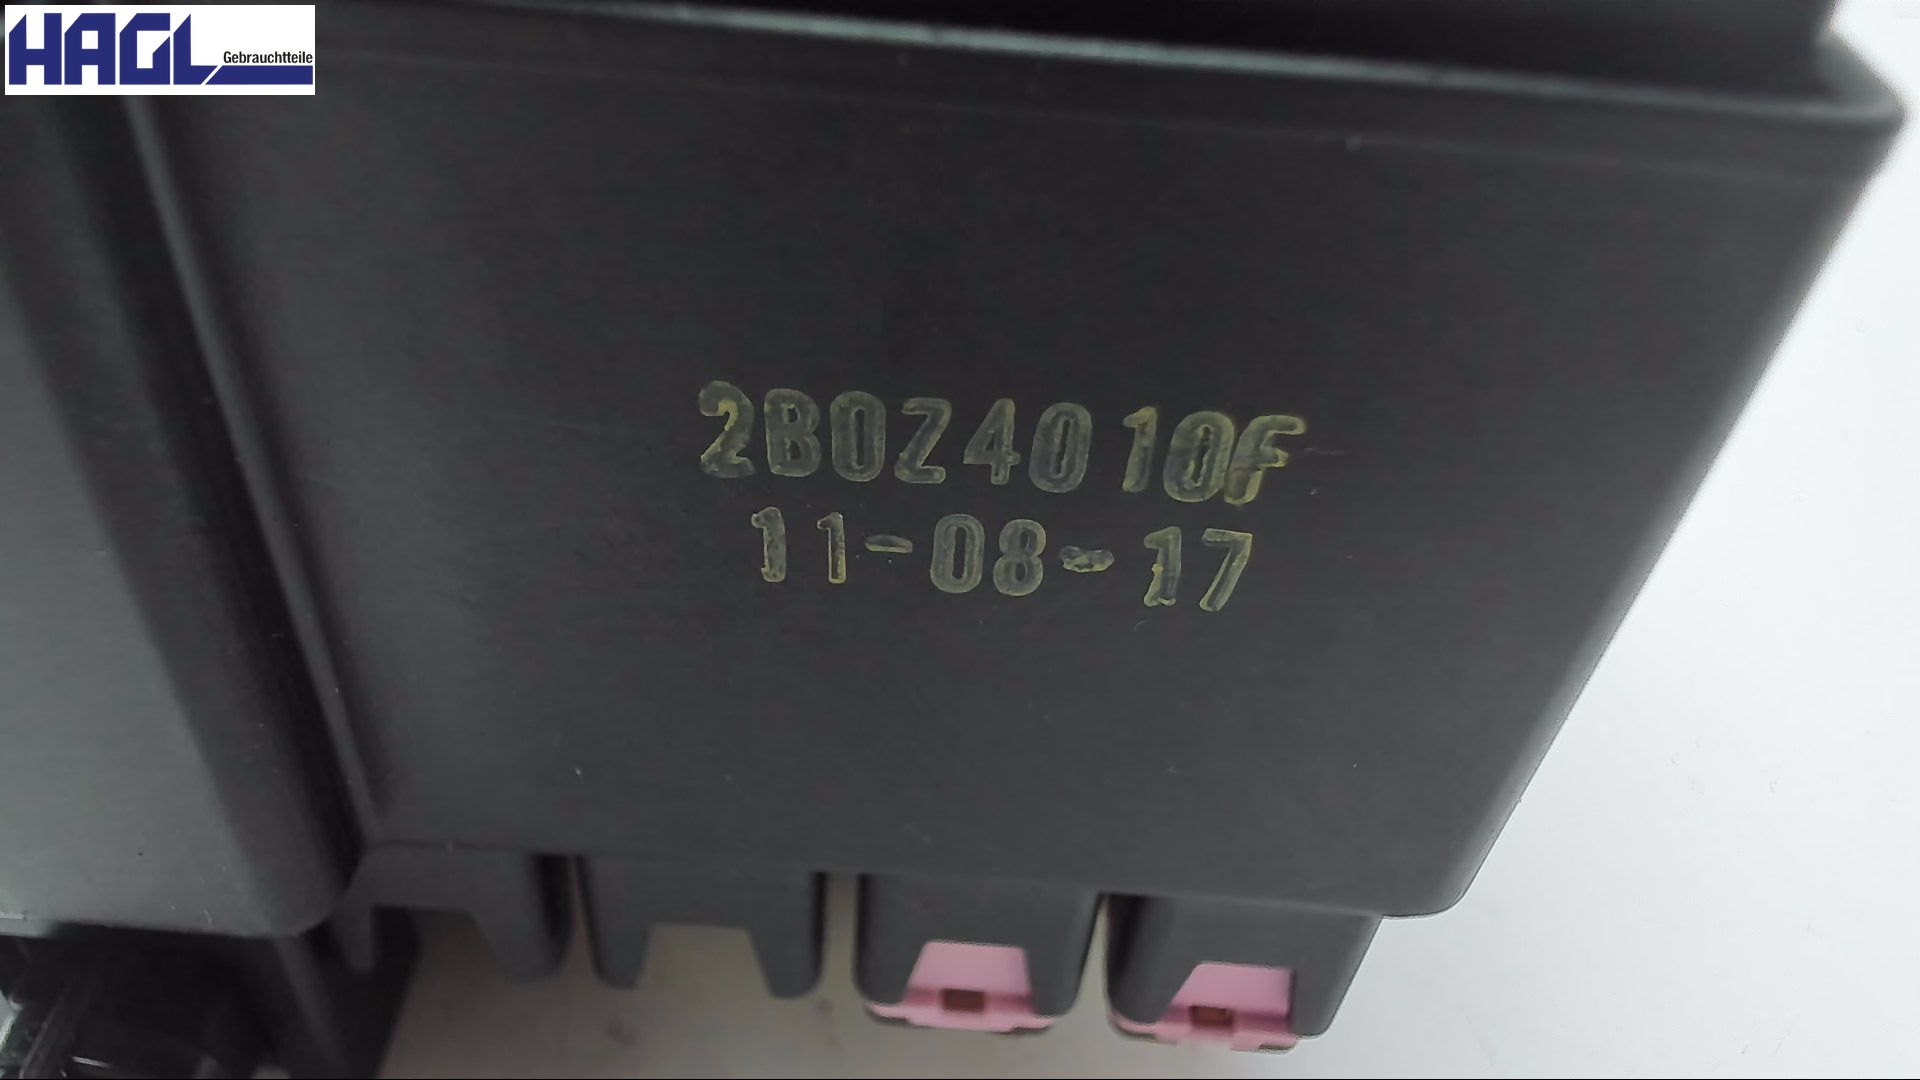 HAGL
Gebrauchtteile
2B0Z4010F
11-08-17